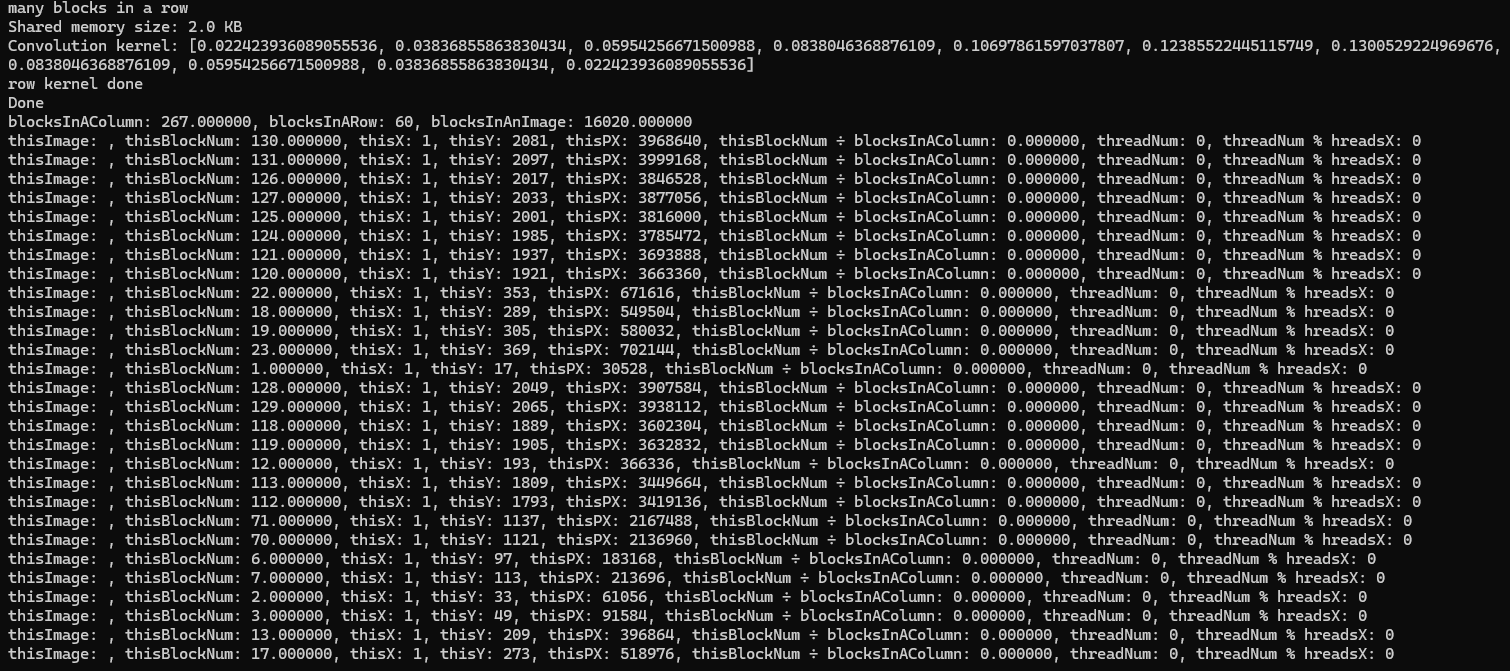 many blocks in a row
Shared memory size: 2.0 KB
Convolution kernel: [0.022423936089055536, 0.03836855863830434, 0.05954256671500988, 0.0838046368876109, 0.10697861597037807, 0.12385522445115749, 0.1300529224969676,
0.0838046368876109, 0.05954256671500988, 0.03836855863830434, 0.022423936089055536]
row kernel done
Done
blocksInAColumn: 267.000000, blocksInARow: 60, blocksInAnImage: 16020.000000
thisImage: , thisBlockNum: 130.000000, thisX: 1, thisY: 2081, thisPX: 3968640, thisBlockNum ÷ blocksInAColumn: 0.000000, threadNum: 0, threadNum % hreadsX: 0
thisImage: , thisBlockNum: 131.000000, thisX: 1, thisY: 2097, thisPX: 3999168, thisBlockNum ÷ blocksInAColumn: 0.000000, threadNum: 0, threadNum % hreadsX: 0
thisImage: , thisBlockNum: 126.000000, thisX: 1, thisY: 2017, thisPX: 3846528, thisBlockNum ÷ blocksInAColumn: 0.000000, threadNum: 0, threadNum % hreadsX: 0
thisImage: , thisBlockNum: 127.000000, thisX: 1, thisY: 2033, thisPX: 3877056, thisBlockNum ÷ blocksInAColumn: 0.000000, threadNum: 0, threadNum % hreadsX: 0
thisImage: , thisBlockNum: 125.000000, thisX: 1, thisY: 2001, thisPX: 3816000, thisBlockNum ÷ blocksInAColumn: 0.000000, threadNum: 0, threadNum % hreadsX: 0
thisImage: , thisBlockNum: 124.000000, thisX: 1, thisY: 1985, thisPX: 3785472, thisBlockNum ÷ blocksInAColumn: 0.000000, threadNum: 0, threadNum % hreadsX: 0
thisImage: , thisBlockNum: 121.000000, thisX: 1, thisY: 1937, thisPX: 3693888, thisBlockNum ÷ blocksInAColumn: 0.000000, threadNum: 0, threadNum % hreadsX: 0
thisImage: , thisBlockNum: 120.000000, thisX: 1, thisY: 1921, thisPX: 3663360, thisBlockNum ÷ blocksInAColumn: 0.000000, threadNum: 0, threadNum % hreadsX: 0
thisImage: , thisBlockNum: 22.000000, thisX: 1, thisY: 353, thisPX: 671616, thisBlockNum ÷ blocksInAColumn: 0.000000, threadNum: 0, threadNum % hreadsX: 0
thisImage: , thisBlockNum: 18.000000, thisX: 1, thisY: 289, thisPX: 549504, thisBlockNum ÷ blocksInAColumn: 0.000000, threadNum: 0, threadNum % hreadsX: 0
thisImage: , thisBlockNum: 19.000000, thisX: 1, thisY: 305, thisPX: 580032, thisBlockNum ÷ blocksInAColumn: 0.000000, threadNum: 0, threadNum % hreadsX: 0
thisImage: , thisBlockNum: 23.000000, thisX: 1, thisY: 369, thisPX: 702144, thisBlockNum ÷ blocksInAColumn: 0.000000, threadNum: 0, threadNum % hreadsX: 0
thisImage: , thisBlockNum: 1.000000, thisX: 1, thisY: 17, thisPX: 30528, thisBlockNum ÷ blocksInAColumn: 0.000000, threadNum: 0, threadNum % hreadsX: 0
thisImage: , thisBlockNum: 128.000000, thisX: 1, thisY: 2049, thisPX: 3907584, thisBlockNum ÷ blocksInAColumn: 0.000000, threadNum: 0, threadNum % hreadsX: 0
thisImage: , thisBlockNum: 129.000000, thisX: 1, thisY: 2065, thisPX: 3938112, thisBlockNum ÷ blocksInAColumn: 0.000000, threadNum: 0, threadNum % hreadsX: 0
thisImage: , thisBlockNum: 118.000000, thisX: 1, thisY: 1889, thisPX: 3602304, thisBlockNum ÷ blocksInAColumn: 0.000000, threadNum: 0, threadNum % hreadsX: 0
thisImage: , thisBlockNum: 119.000000, thisX: 1, thisY: 1905, thisPX: 3632832, thisBlockNum ÷ blocksInAColumn: 0.000000, threadNum: 0, threadNum % hreadsX: 0
thisImage: , thisBlockNum: 12.000000, thisX: 1, thisY: 193, thisPX: 366336, thisBlockNum ÷ blocksInAColumn: 0.000000, threadNum: 0, threadNum % hreadsX: 0
thisImage: , thisBlockNum: 113.000000, thisX: 1, thisY: 1809, thisPX: 3449664, thisBlockNum ÷ blocksInAColumn: 0.000000, threadNum: 0, threadNum % hreadsX: 0
thisImage: , thisBlockNum: 112.000000, thisX: 1, thisY: 1793, thisPX: 3419136, thisBlockNum ÷ blocksInAColumn: 0.000000, threadNum: 0, threadNum % hreadsX: 0
thisImage: , thisBlockNum: 71.000000, thisX: 1, thisY: 1137, thisPX: 2167488, thisBlockNum ÷ blocksInAColumn: 0.000000, threadNum: 0, threadNum % hreadsX: 0
thisImage: , thisBlockNum: 70.000000, thisX: 1, thisY: 1121, thisPX: 2136960, thisBlockNum ÷ blocksInAColumn: 0.000000, threadNum: 0, threadNum % hreadsX: 0
thisImage: , thisBlockNum: 6.000000, thisX: 1, thisY: 97, thisPX: 183168, thisBlockNum ÷ blocksInAColumn: 0.000000, threadNum: 0, threadNum % hreadsX: 0
thisImage: , thisBlockNum: 7.000000, thisX: 1, thisY: 113, thisPX: 213696, thisBlockNum ÷ blocksInAColumn: 0.000000, threadNum: 0, threadNum % hreadsX: 0
thisImage: , thisBlockNum: 2.000000, thisX: 1, thisY: 33, thisPX: 61056, thisBlockNum ÷ blocksInAColumn: 0.000000, threadNum: 0, threadNum % hreadsX: 0
thisImage: , thisBlockNum: 3.000000, thisX: 1, thisY: 49, thisPX: 91584, thisBlockNum ÷ blocksInAColumn: 0.000000, threadNum: 0, threadNum % hreadsX: 0
thisImage: , thisBlockNum: 13.000000, thisX: 1, thisY: 209, thisPX: 396864, thisBlockNum ÷ blocksInAColumn: 0.000000, threadNum: 0, threadNum % hreadsX: 0
thisImage: , thisBlockNum: 17.000000, thisX: 1, thisY: 273, thisPX: 518976, thisBlockNum ÷ blocksInAColumn: 0.000000, threadNum: 0, threadNum % hreadsX: 0